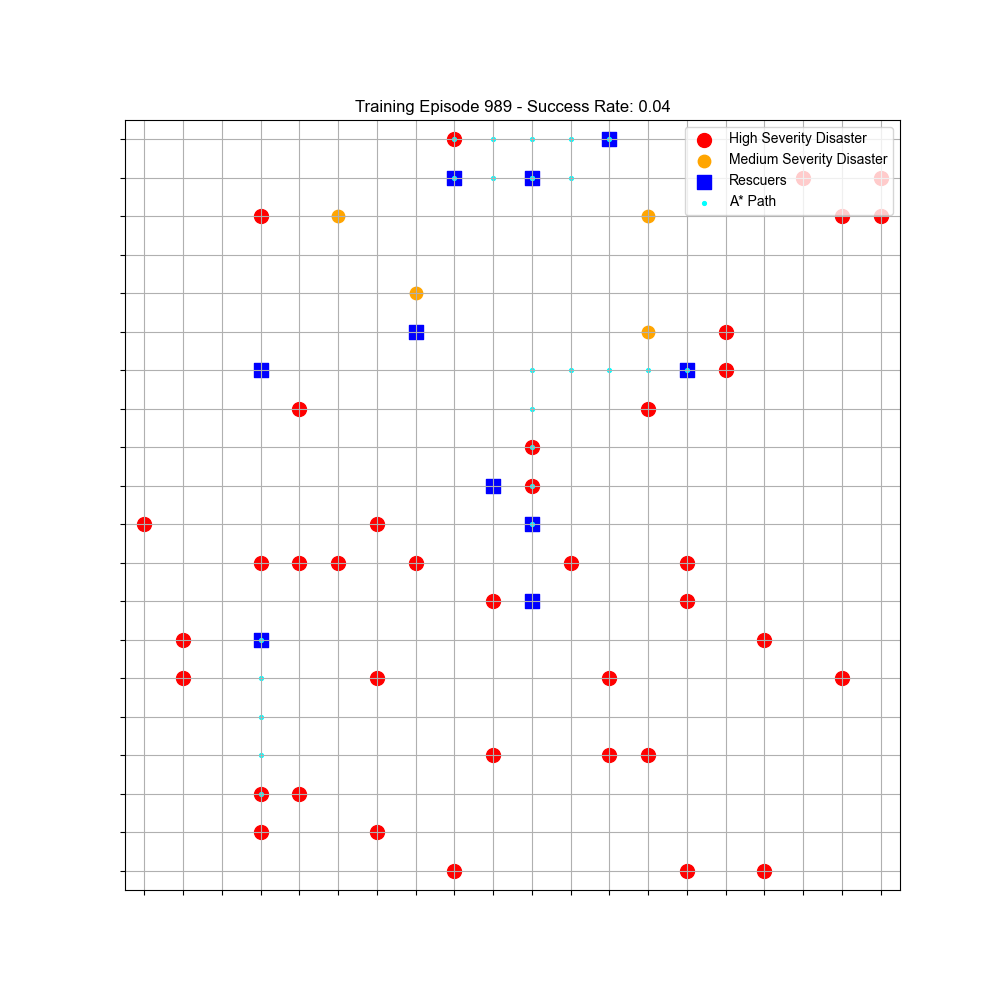 Training Episode 989 - Success Rate: 0.04
High Severity Disaster
Medium Severity Disaster
Rescuers
A* Path